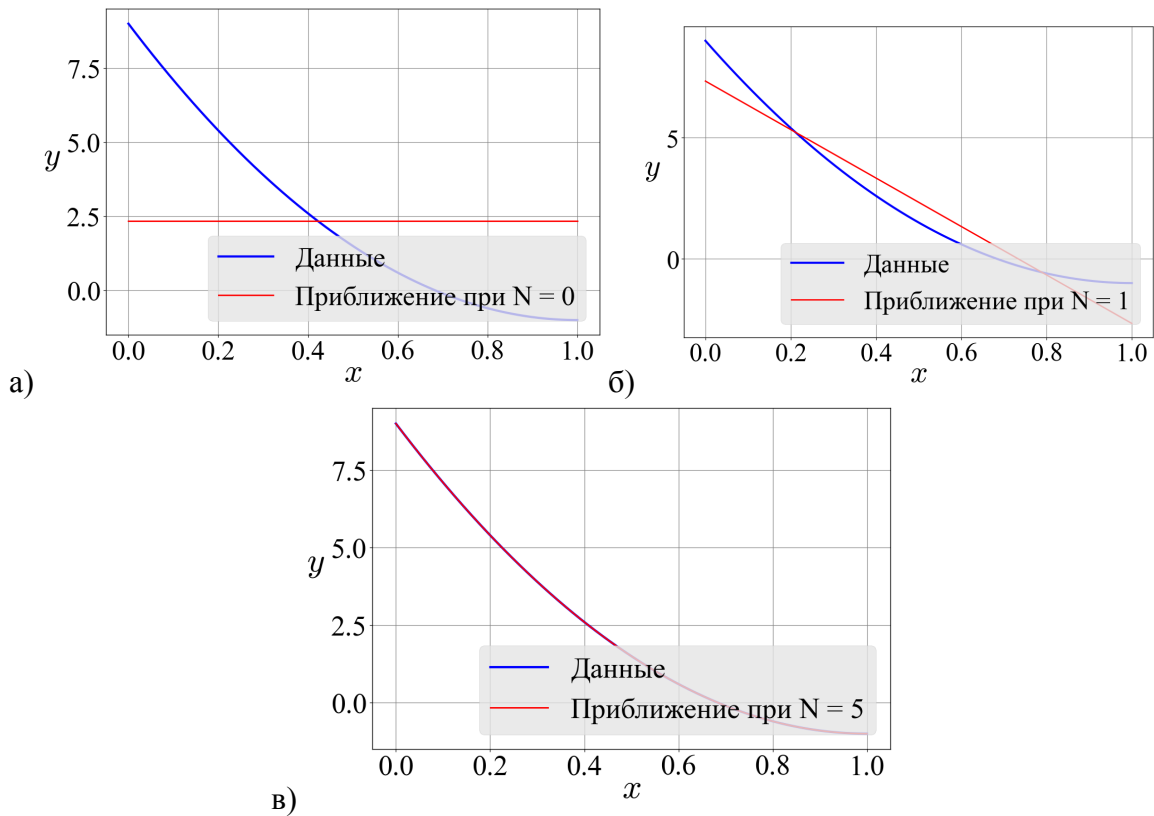 7.5
5.0
y
2.5
0.0
Данные
Приближение при N = 0
0.0 0.2 0.4 0.6 0.8 1.0
x
а)
5
y
0
Данные
Приближение при N = 1
0.0 0.2 0.4 0.6 0.8 1.0
x
б)
7.5
5.0
y
2.5
0.0
Данные
Приближение при N = 5
0.0 0.2 0.4 0.6 0.8 1.0
x
в)